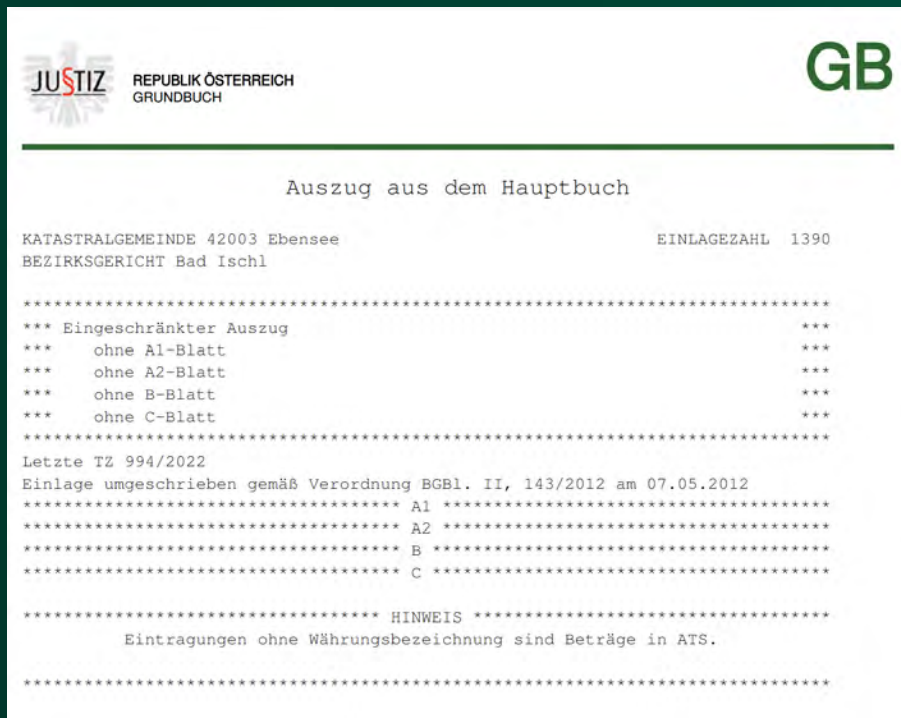 JU§TIZ REPUBLIK ÖSTERREICH
GRUNDBUCH
GB
Auszug aus dem Hauptbuch
KATASTRALGEMEINDE 42003 Ebensee EINLAGEZAHL 1390
BEZIRKSGERICHT Bad Ischl
*******************************************************************************
*** Eingeschränkter Auszug ***
*** ohne A1-Blatt ***
*** ohne A2-Blatt ***
*** ohne B-Blatt ***
*** ohne C-Blatt ***
*******************************************************************************
Letzte TZ 994/2022
Einlage umgeschrieben gemäß Verordnung BGBl. II, 143/2012 am 07.05.2012
************************************* A1 **************************************
************************************* A2 **************************************
************************************* B ***************************************
************************************* C ***************************************
*********************************** HINWEIS ***********************************
Eintragungen ohne Währungsbezeichnung sind Beträge in ATS.
*******************************************************************************